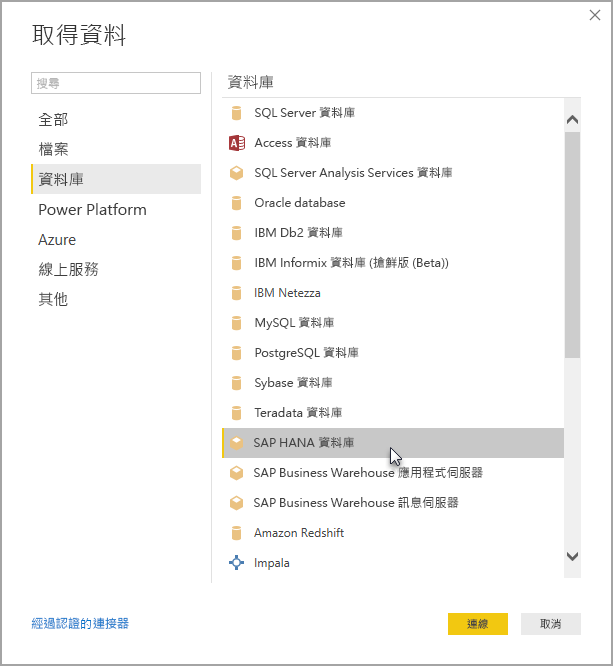 取得資料
搜尋
全部
檔案
資料庫
Power Platform
Azure
線上服務
其他
資料庫
SQL Server 資料庫
Access 資料庫
SQL Server Analysis Services 資料庫
Oracle database
IBM Db2 資料庫
IBM Informix 資料庫 (搶鮮版 (Beta))
IBM Netezza
MySQL 資料庫
PostgreSQL 資料庫
Sybase 資料庫
Teradata 資料庫
SAP HANA 資料庫
SAP Business Warehouse 應用程式伺服器
SAP Business Warehouse 訊息伺服器
Amazon Redshift
Impala
經過認證的連接器
連線
取消